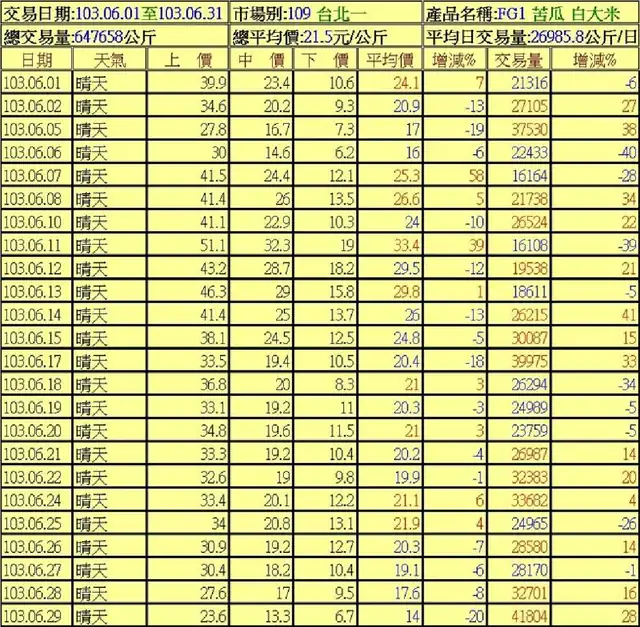 交易日期:103.06.01至103.06.31 市場別:109 台北一 產品名稱:FG1 苦瓜 白大米
總交易量:647658公斤 總平均價:21.5元/公斤 平均日交易量:26985.8公斤/日
日期 天氣 上 價 中 價 下 價 平均價 增減% 交易量 增減%
103.06.01 晴天 39.9 23.4 10.6 24.1 7 21316 -6
103.06.02 晴天 34.6 20.2 9.3 20.9 -13 27105 27
103.06.05 晴天 27.8 16.7 7.3 17 -19 37530 38
103.06.06 晴天 30 14.6 6.2 16 -6 22433 -40
103.06.07 晴天 41.5 24.4 12.1 25.3 58 16164 -28
103.06.08 晴天 41.4 26 13.5 26.6 5 21738 34
103.06.10 晴天 41.1 22.9 10.3 24 -10 26524 22
103.06.11 晴天 51.1 32.3 19 33.4 39 16108 -39
103.06.12 晴天 43.2 28.7 18.2 29.5 -12 19538 21
103.06.13 晴天 46.3 29 15.8 29.8 1 18611 -5
103.06.14 晴天 41.4 25 13.7 26 -13 26215 41
103.06.15 晴天 38.1 24.5 12.5 24.8 -5 30087 15
103.06.17 晴天 33.5 19.4 10.5 20.4 -18 39975 33
103.06.18 晴天 36.8 20 8.3 21 3 26294 -34
103.06.19 晴天 33.1 19.2 11 20.3 -3 24989 -5
103.06.20 晴天 34.8 19.6 11.5 21 3 23759 -5
103.06.21 晴天 33.3 19.2 10.4 20.2 -4 26987 14
103.06.22 晴天 32.6 19 9.8 19.9 -1 32383 20
103.06.24 晴天 33.4 20.1 12.2 21.1 6 33682 4
103.06.25 晴天 34 20.8 13.1 21.9 4 24965 -26
103.06.26 晴天 30.9 19.2 12.7 20.3 -7 28580 14
103.06.27 晴天 30.4 18.2 10.4 19.1 -6 28170 -1
103.06.28 晴天 27.6 17 9.5 17.6 -8 32701 16
103.06.29 晴天 23.6 13.3 6.7 14 -20 41804 28